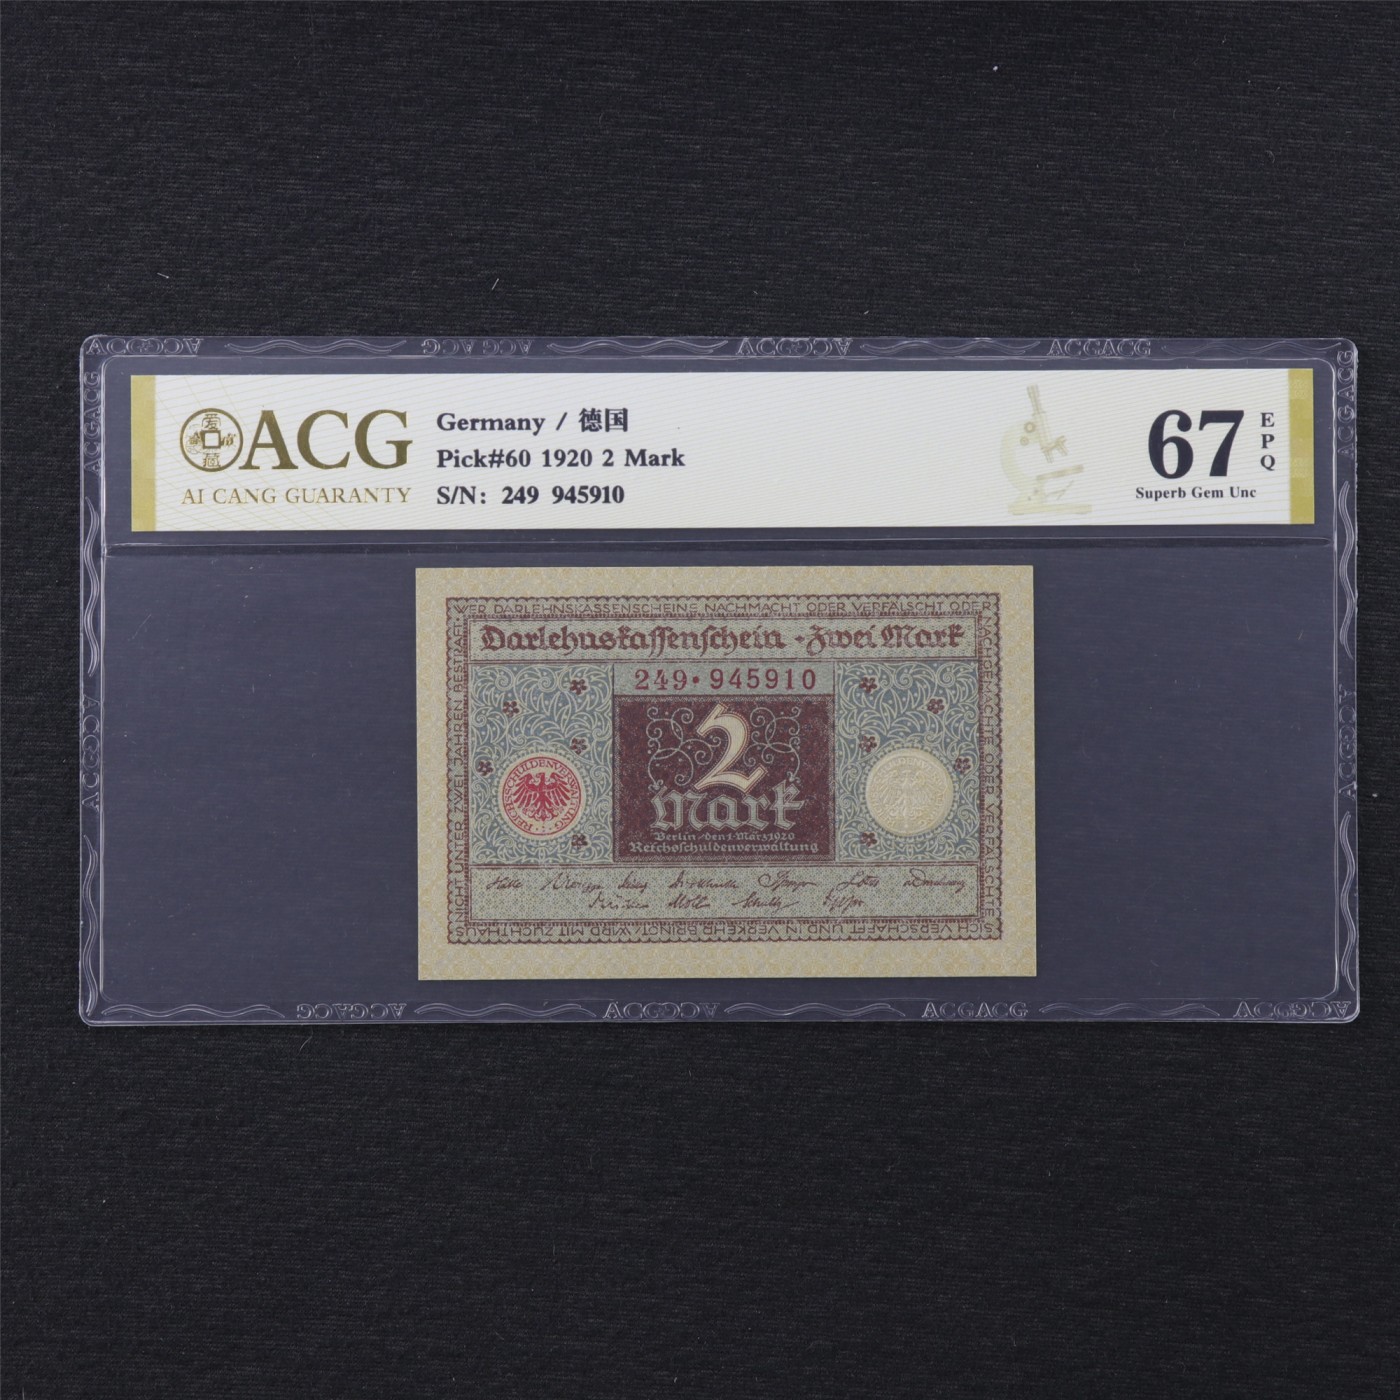 ACG
AI CANG GUARANTY
Germany / 德国
Pick#60 1920 2 Mark
S/N: 249 945910
67
EPQ
Superb Gem Unc
WER DARLEHNSKASSENSCHEINE NACHMACHT ODER VERFÄLSCHT ODER
NACHGEMACHTE ODER VERFÄLSCHTE
SICH VERSCHAFFT UND IN VERKEHR BRINGT, WIRD MIT ZUCHTHAUS
NICHT UNTER ZWEI JAHREN BESTRAFT
Darlehnskassenschein - Zwei Mark
249 • 945910
2
Mark
Berlin, den 1. März 1920
Reichsschuldenverwaltung
ACGACG